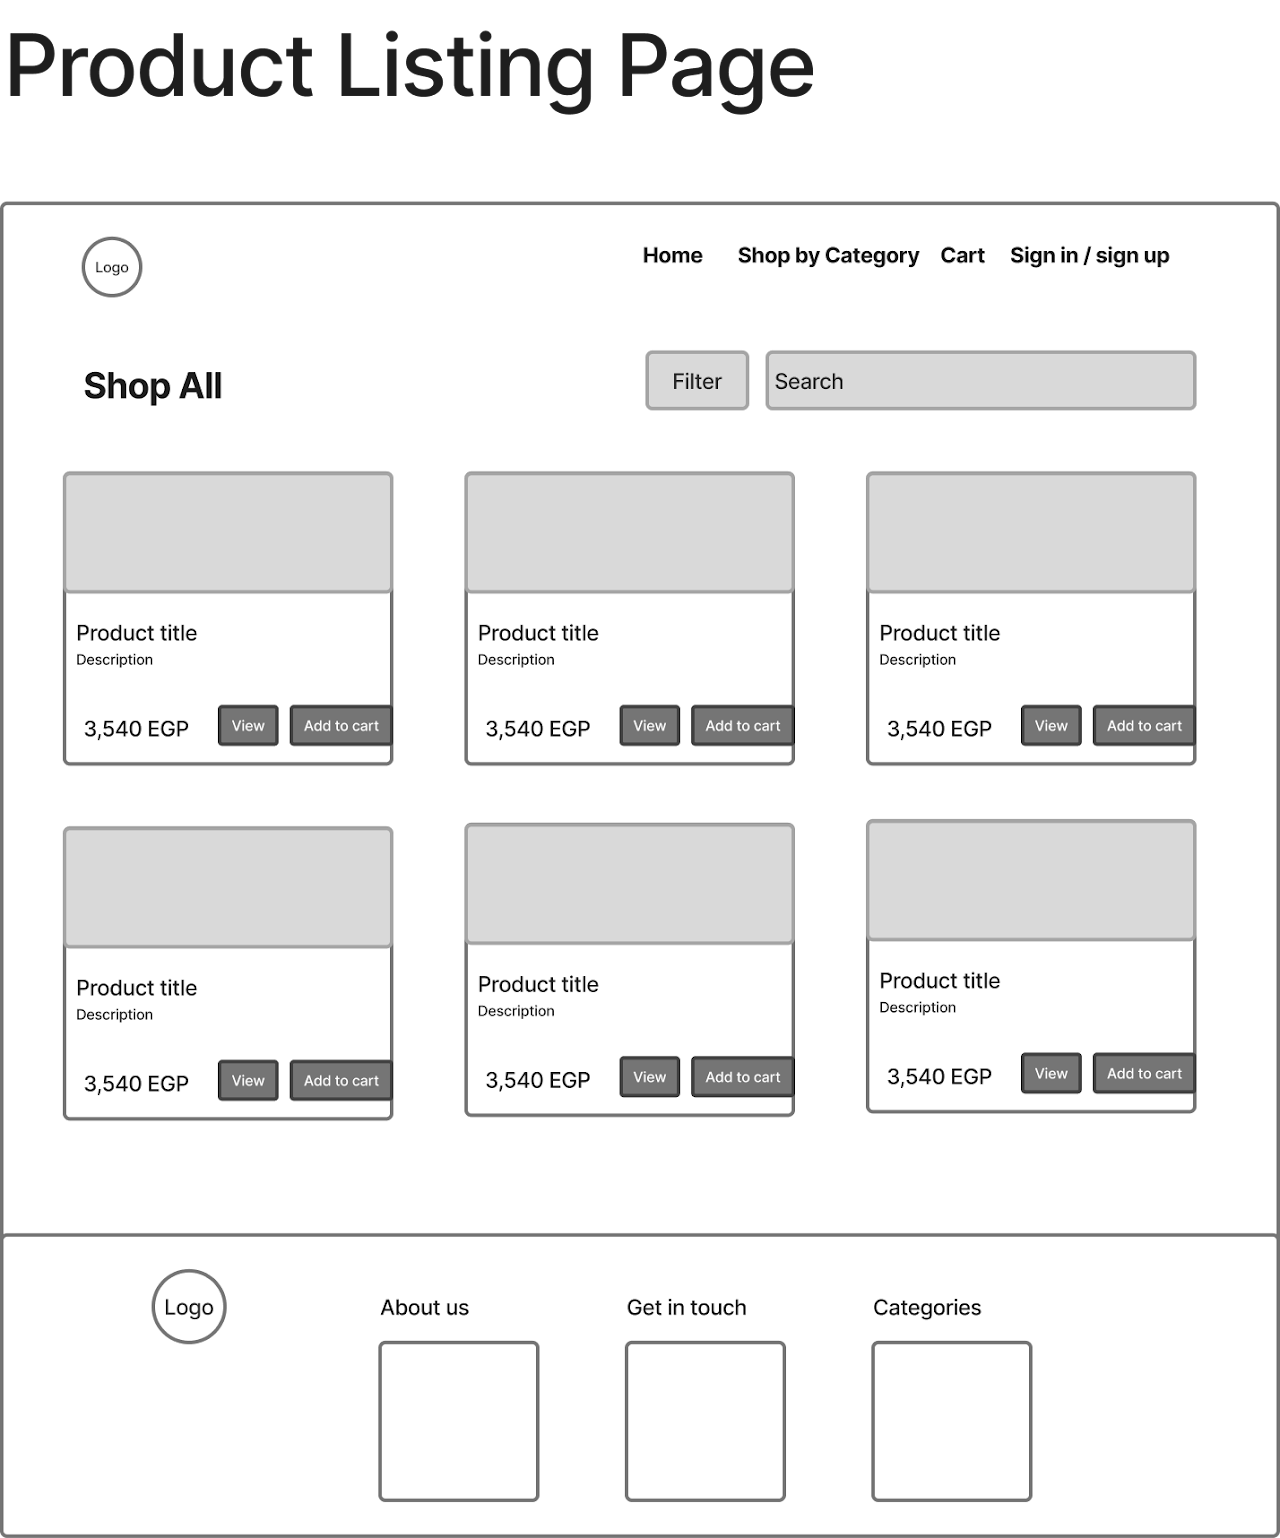 Product Listing Page
Logo
Home Shop by Category Cart Sign in / sign up
Shop All
Filter
Search
Product title
Description
3,540 EGP View Add to cart
Product title
Description
3,540 EGP View Add to cart
Product title
Description
3,540 EGP View Add to cart
Product title
Description
3,540 EGP View Add to cart
Product title
Description
3,540 EGP View Add to cart
Product title
Description
3,540 EGP View Add to cart
Logo
About us
Get in touch
Categories